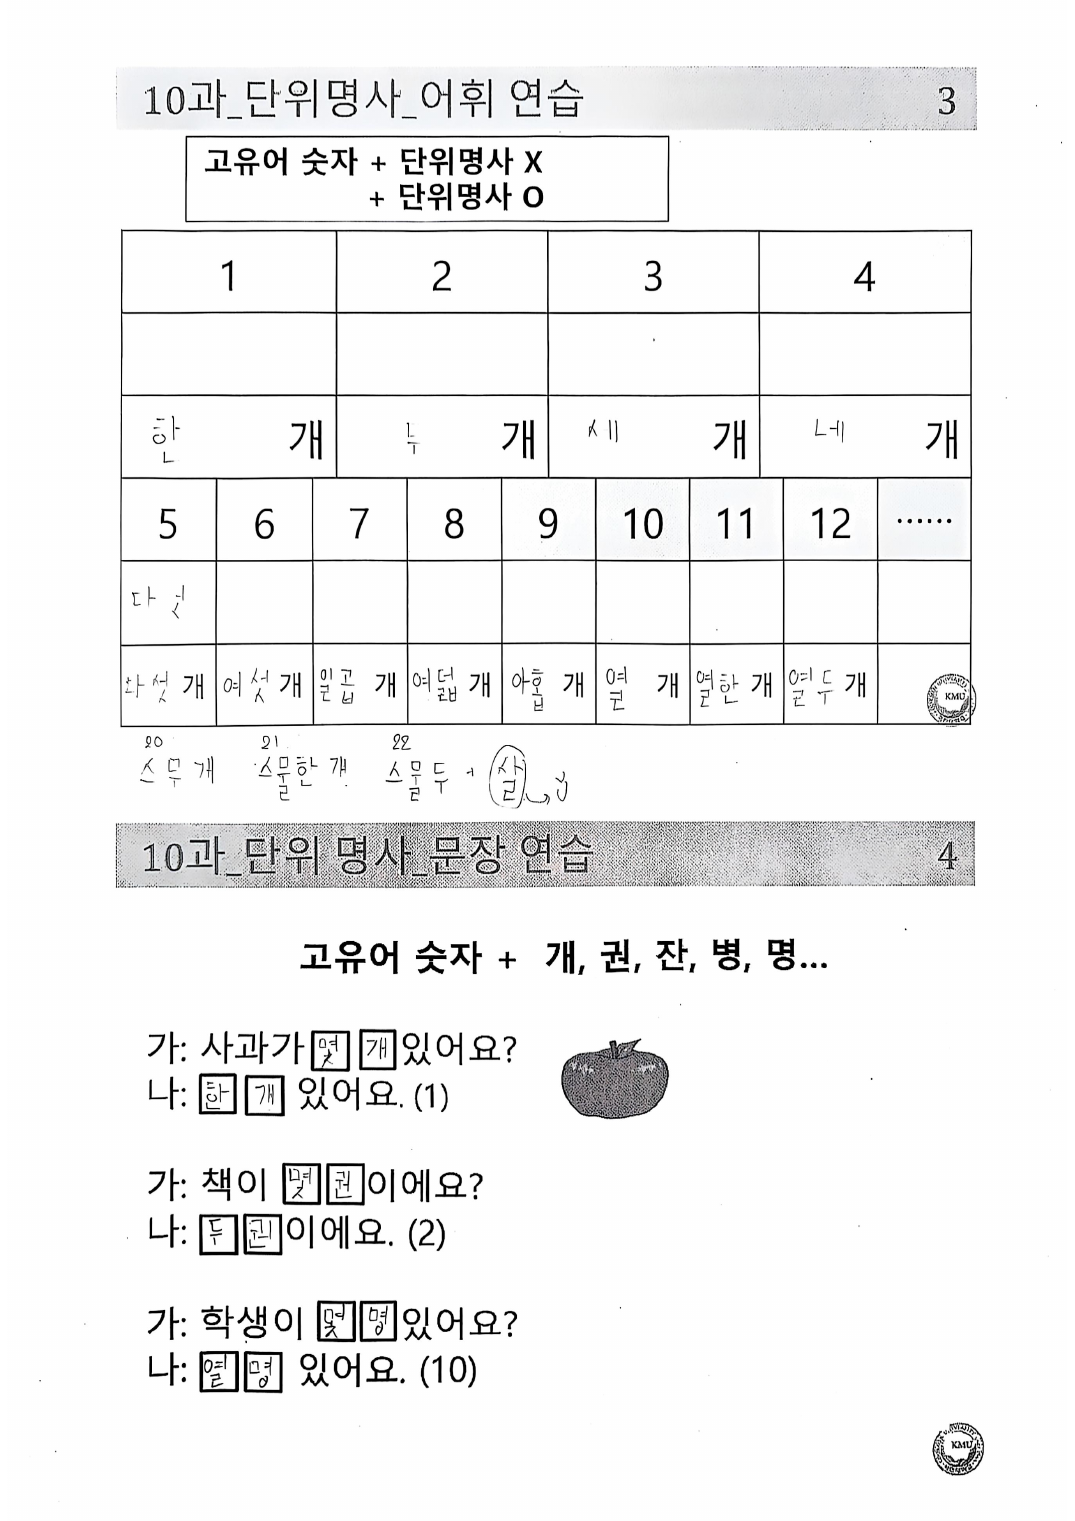 10과_단위명사_어휘 연습 3
고유어 숫자 + 단위명사 X
+ 단위명사 O
1 2 3 4
한 개 두 개 세 개 네 개
5 6 7 8 9 10 11 12 ……
다섯
다섯 개 여섯 개 일곱 개 여덟 개 아홉 개 열 개 열한 개 열두 개
KMU
20 21 22
스무 개 스물한 개 스물두 + 살
10과_단위 명사_문장 연습 4
고유어 숫자 + 개, 권, 잔, 병, 명...
가: 사과가 몇 개 있어요?
나: 한 개 있어요. (1)
가: 책이 몇 권이에요?
나: 두 권이에요. (2)
가: 학생이 몇 명 있어요?
나: 열 명 있어요. (10)
KMU